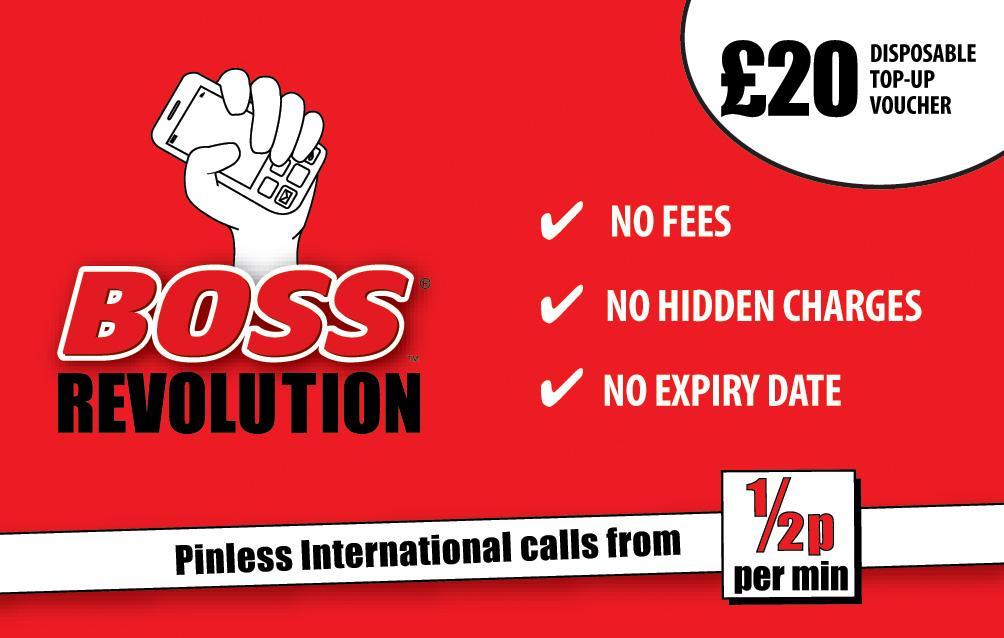 £20
DISPOSABLE
TOP-UP
VOUCHER
✔ NO FEES
✔ NO HIDDEN CHARGES
✔ NO EXPIRY DATE
BOSS®
™
REVOLUTION
Pinless International calls from
1/2p
per min